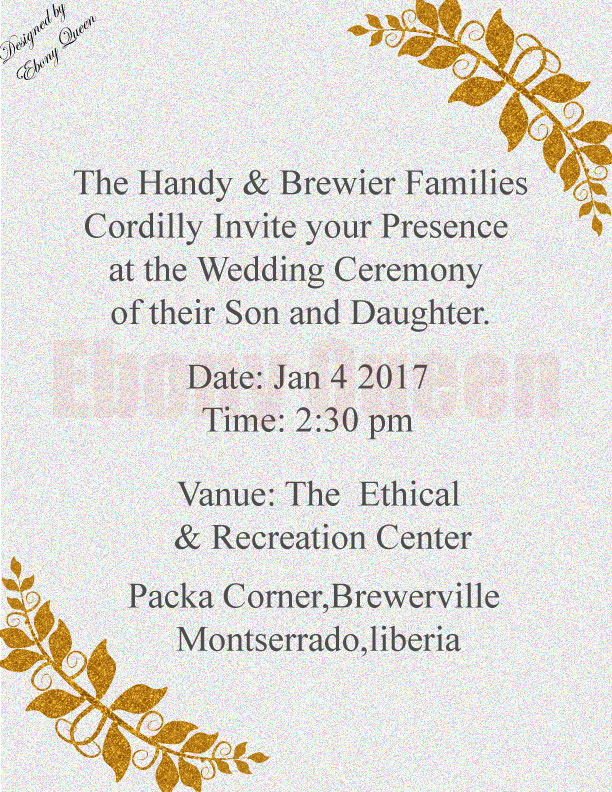 Designed by
Ebony Queen
The Handy & Brewier Families
Cordilly Invite your Presence
at the Wedding Ceremony
of their Son and Daughter.
Ebony Queen
Date: Jan 4 2017
Time: 2:30 pm
Vanue: The  Ethical
& Recreation Center
Packa Corner,Brewerville
Montserrado,liberia